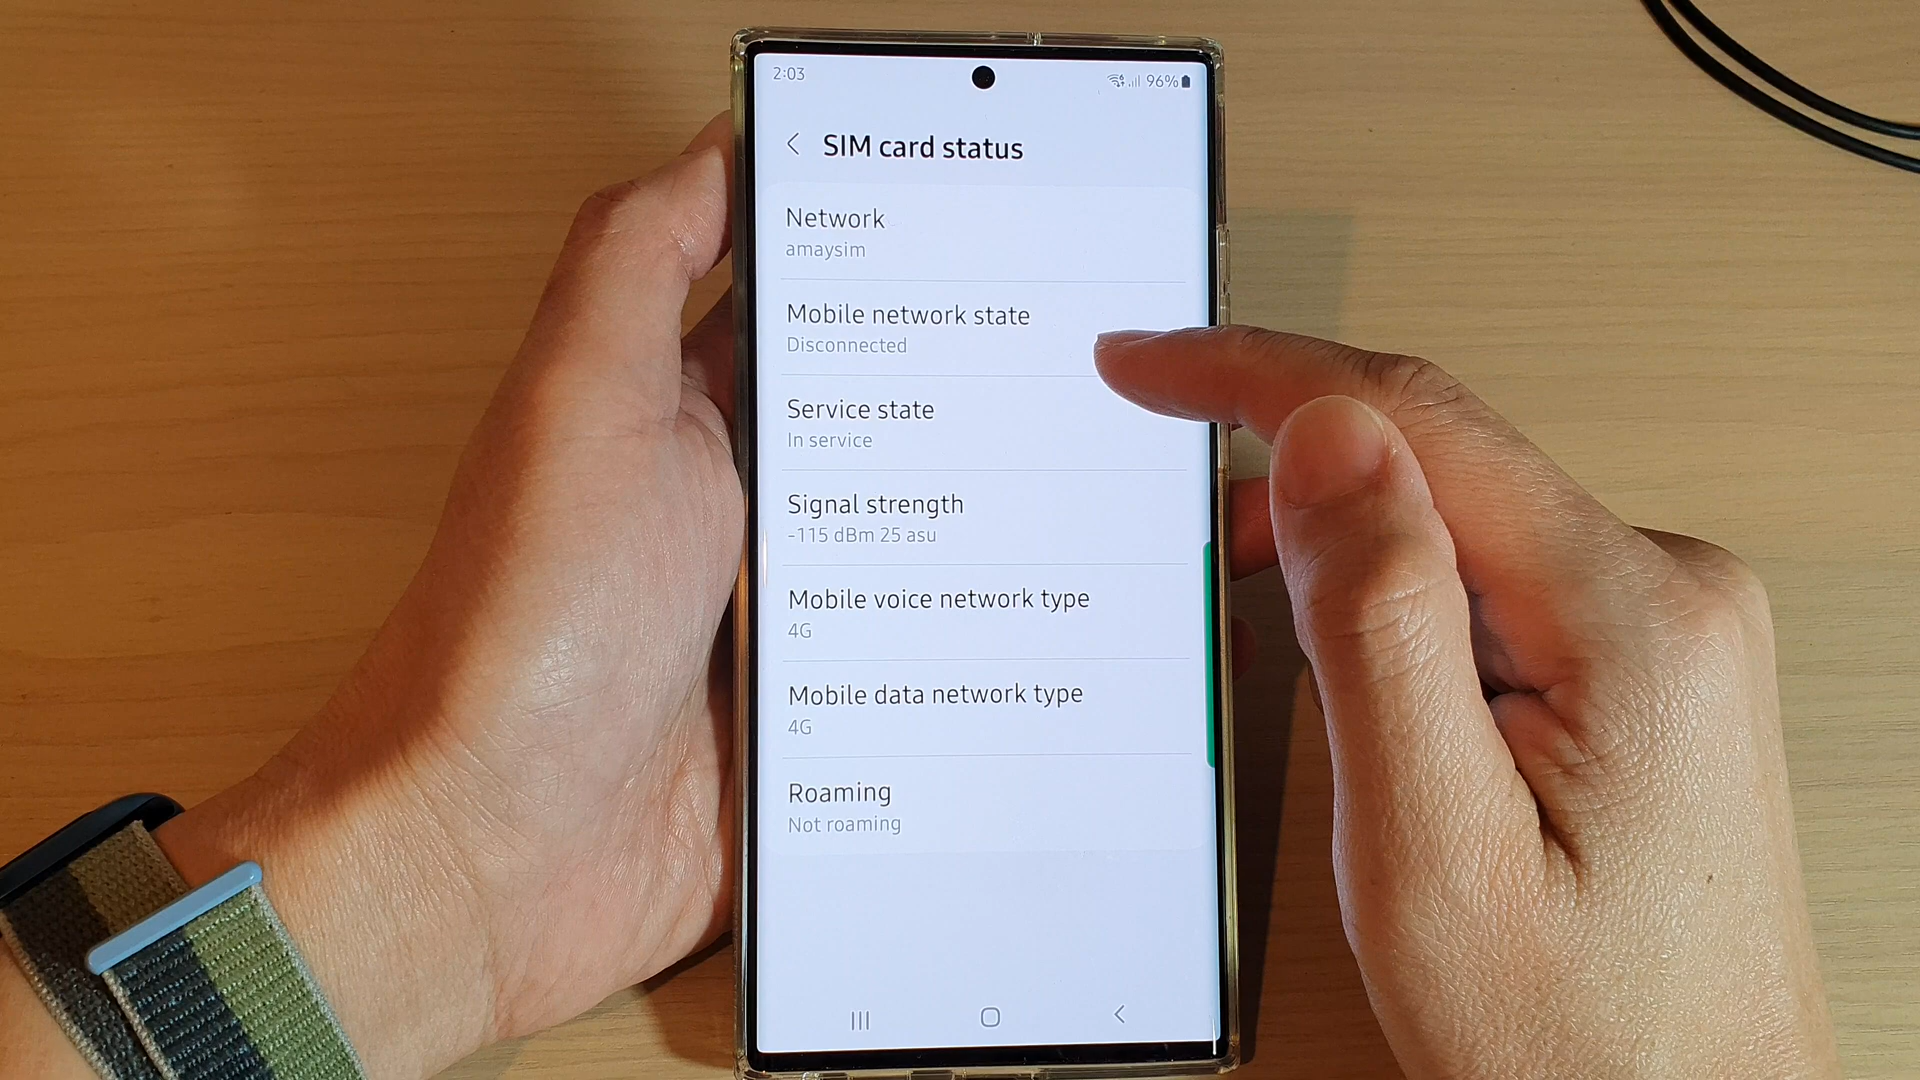 2:03
96%
SIM card status
Network
amaysim
Mobile network state
Disconnected
Service state
In service
Signal strength
-115 dBm 25 asu
Mobile voice network type
4G
Mobile data network type
4G
Roaming
Not roaming